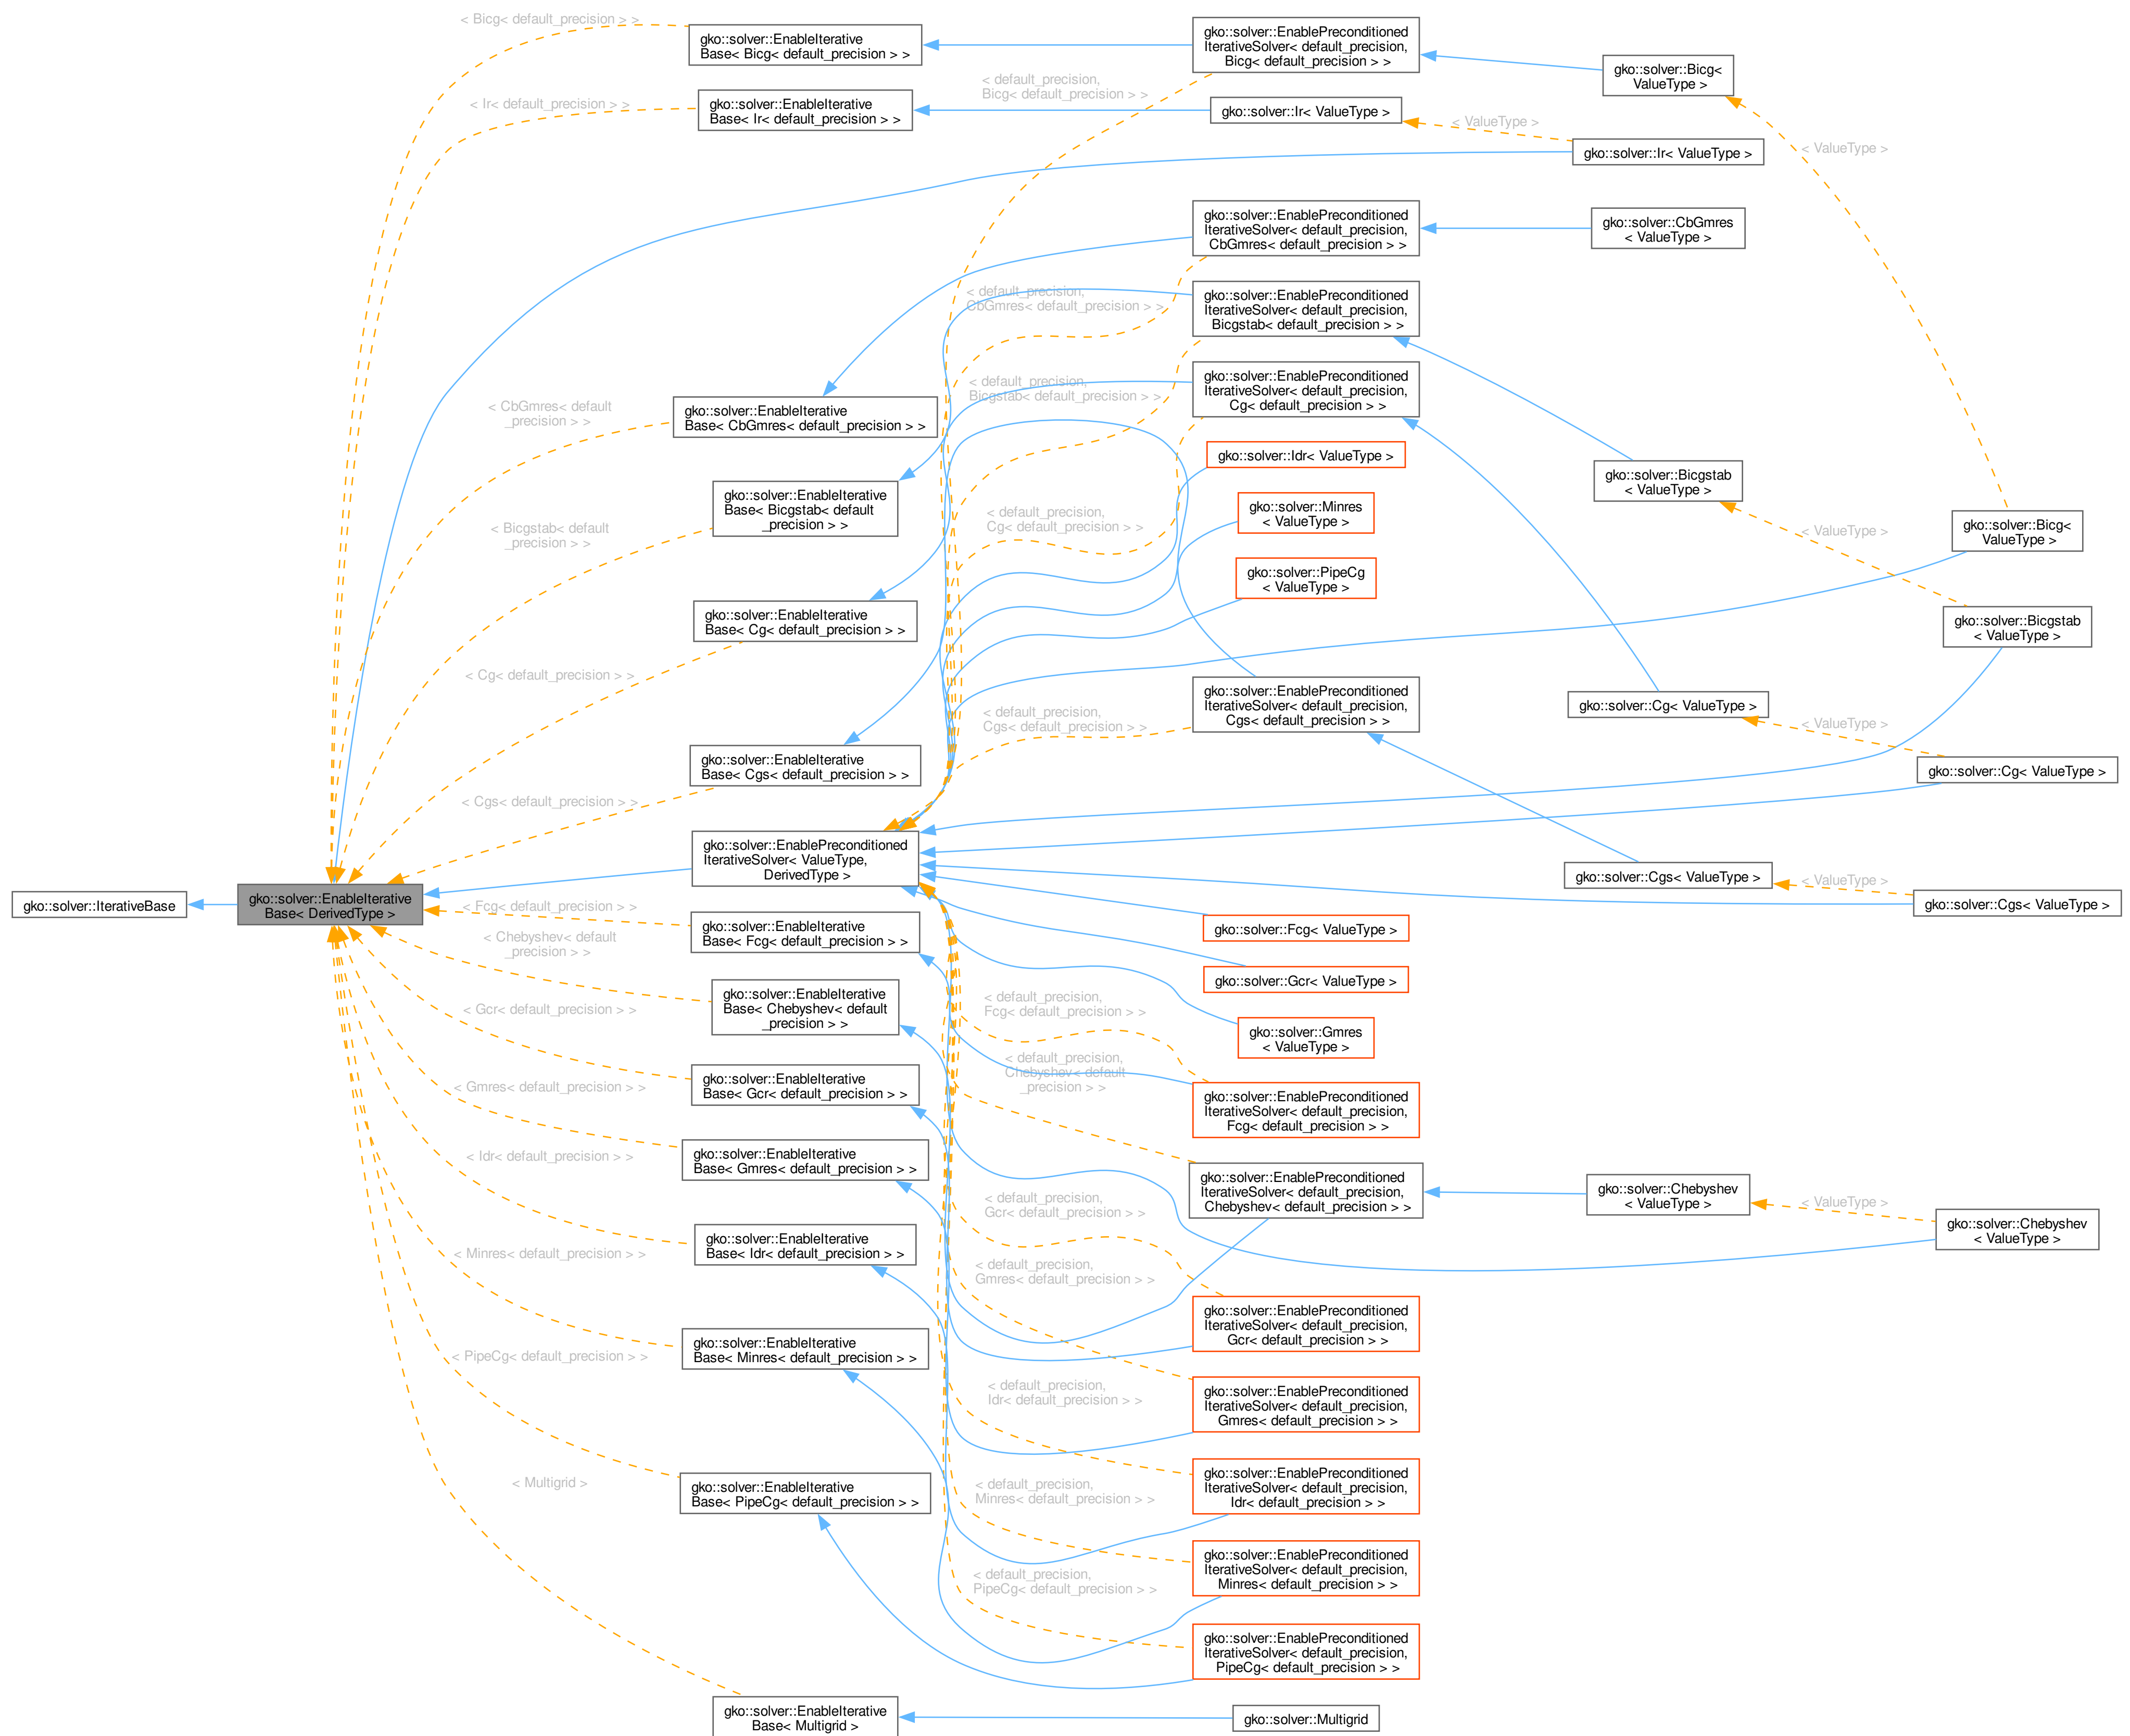 gko::solver::IterativeBase
gko::solver::EnableIterative
Base< DerivedType >
< Bicg< default_precision > >
< Ir< default_precision > >
< CbGmres< default
_precision > >
< Bicgstab< default
_precision > >
< Cg< default_precision > >
< Cgs< default_precision > >
< Fcg< default_precision > >
< Chebyshev< default
_precision > >
< Gcr< default_precision > >
< Gmres< default_precision > >
< Idr< default_precision > >
< Minres< default_precision > >
< PipeCg< default_precision > >
< Multigrid >
gko::solver::EnableIterative
Base< Bicg< default_precision > >
gko::solver::EnableIterative
Base< Ir< default_precision > >
gko::solver::EnableIterative
Base< CbGmres< default_precision > >
gko::solver::EnableIterative
Base< Bicgstab< default
_precision > >
gko::solver::EnableIterative
Base< Cg< default_precision > >
gko::solver::EnableIterative
Base< Cgs< default_precision > >
gko::solver::EnablePreconditioned
IterativeSolver< ValueType,
DerivedType >
gko::solver::EnableIterative
Base< Fcg< default_precision > >
gko::solver::EnableIterative
Base< Chebyshev< default
_precision > >
gko::solver::EnableIterative
Base< Gcr< default_precision > >
gko::solver::EnableIterative
Base< Gmres< default_precision > >
gko::solver::EnableIterative
Base< Idr< default_precision > >
gko::solver::EnableIterative
Base< Minres< default_precision > >
gko::solver::EnableIterative
Base< PipeCg< default_precision > >
gko::solver::EnableIterative
Base< Multigrid >
< default_precision,
Bicg< default_precision > >
< default_precision,
CbGmres< default_precision > >
< default_precision,
Bicgstab< default_precision > >
< default_precision,
Cg< default_precision > >
< default_precision,
Cgs< default_precision > >
< default_precision,
Fcg< default_precision > >
< default_precision,
Chebyshev< default
_precision > >
< default_precision,
Gcr< default_precision > >
< default_precision,
Gmres< default_precision > >
< default_precision,
Idr< default_precision > >
< default_precision,
Minres< default_precision > >
< default_precision,
PipeCg< default_precision > >
gko::solver::EnablePreconditioned
IterativeSolver< default_precision,
Bicg< default_precision > >
gko::solver::Ir< ValueType >
gko::solver::EnablePreconditioned
IterativeSolver< default_precision,
CbGmres< default_precision > >
gko::solver::EnablePreconditioned
IterativeSolver< default_precision,
Bicgstab< default_precision > >
gko::solver::EnablePreconditioned
IterativeSolver< default_precision,
Cg< default_precision > >
gko::solver::Idr< ValueType >
gko::solver::Minres
< ValueType >
gko::solver::PipeCg
< ValueType >
gko::solver::EnablePreconditioned
IterativeSolver< default_precision,
Cgs< default_precision > >
gko::solver::Fcg< ValueType >
gko::solver::Gcr< ValueType >
gko::solver::Gmres
< ValueType >
gko::solver::EnablePreconditioned
IterativeSolver< default_precision,
Fcg< default_precision > >
gko::solver::EnablePreconditioned
IterativeSolver< default_precision,
Chebyshev< default_precision > >
gko::solver::EnablePreconditioned
IterativeSolver< default_precision,
Gcr< default_precision > >
gko::solver::EnablePreconditioned
IterativeSolver< default_precision,
Gmres< default_precision > >
gko::solver::EnablePreconditioned
IterativeSolver< default_precision,
Idr< default_precision > >
gko::solver::EnablePreconditioned
IterativeSolver< default_precision,
Minres< default_precision > >
gko::solver::EnablePreconditioned
IterativeSolver< default_precision,
PipeCg< default_precision > >
gko::solver::Multigrid
< ValueType >
gko::solver::Bicg<
ValueType >
gko::solver::Ir< ValueType >
gko::solver::CbGmres
< ValueType >
gko::solver::Bicgstab
< ValueType >
gko::solver::Cg< ValueType >
gko::solver::Cgs< ValueType >
gko::solver::Chebyshev
< ValueType >
< ValueType >
< ValueType >
< ValueType >
< ValueType >
< ValueType >
gko::solver::Bicg<
ValueType >
gko::solver::Bicgstab
< ValueType >
gko::solver::Cg< ValueType >
gko::solver::Cgs< ValueType >
gko::solver::Chebyshev
< ValueType >